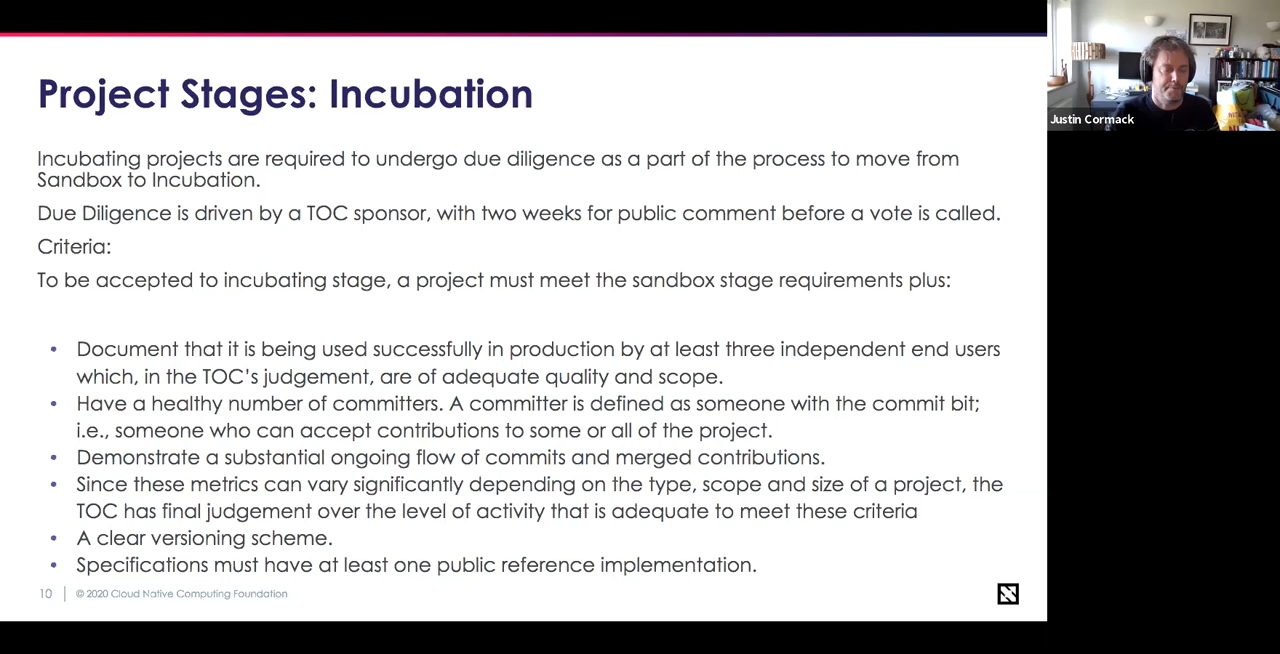 Project Stages: Incubation
Justin Cormack
Incubating projects are required to undergo due diligence as a part of the process to move from
Sandbox to Incubation.
Due Diligence is driven by a TOC sponsor, with two weeks for public comment before a vote is called.
Criteria:
To be accepted to incubating stage, a project must meet the sandbox stage requirements plus:
• Document that it is being used successfully in production by at least three independent end users
which, in the TOC’s judgement, are of adequate quality and scope.
• Have a healthy number of committers. A committer is defined as someone with the commit bit;
i.e., someone who can accept contributions to some or all of the project.
• Demonstrate a substantial ongoing flow of commits and merged contributions.
• Since these metrics can vary significantly depending on the type, scope and size of a project, the
TOC has final judgement over the level of activity that is adequate to meet these criteria
• A clear versioning scheme.
• Specifications must have at least one public reference implementation.
10 | © 2020 Cloud Native Computing Foundation